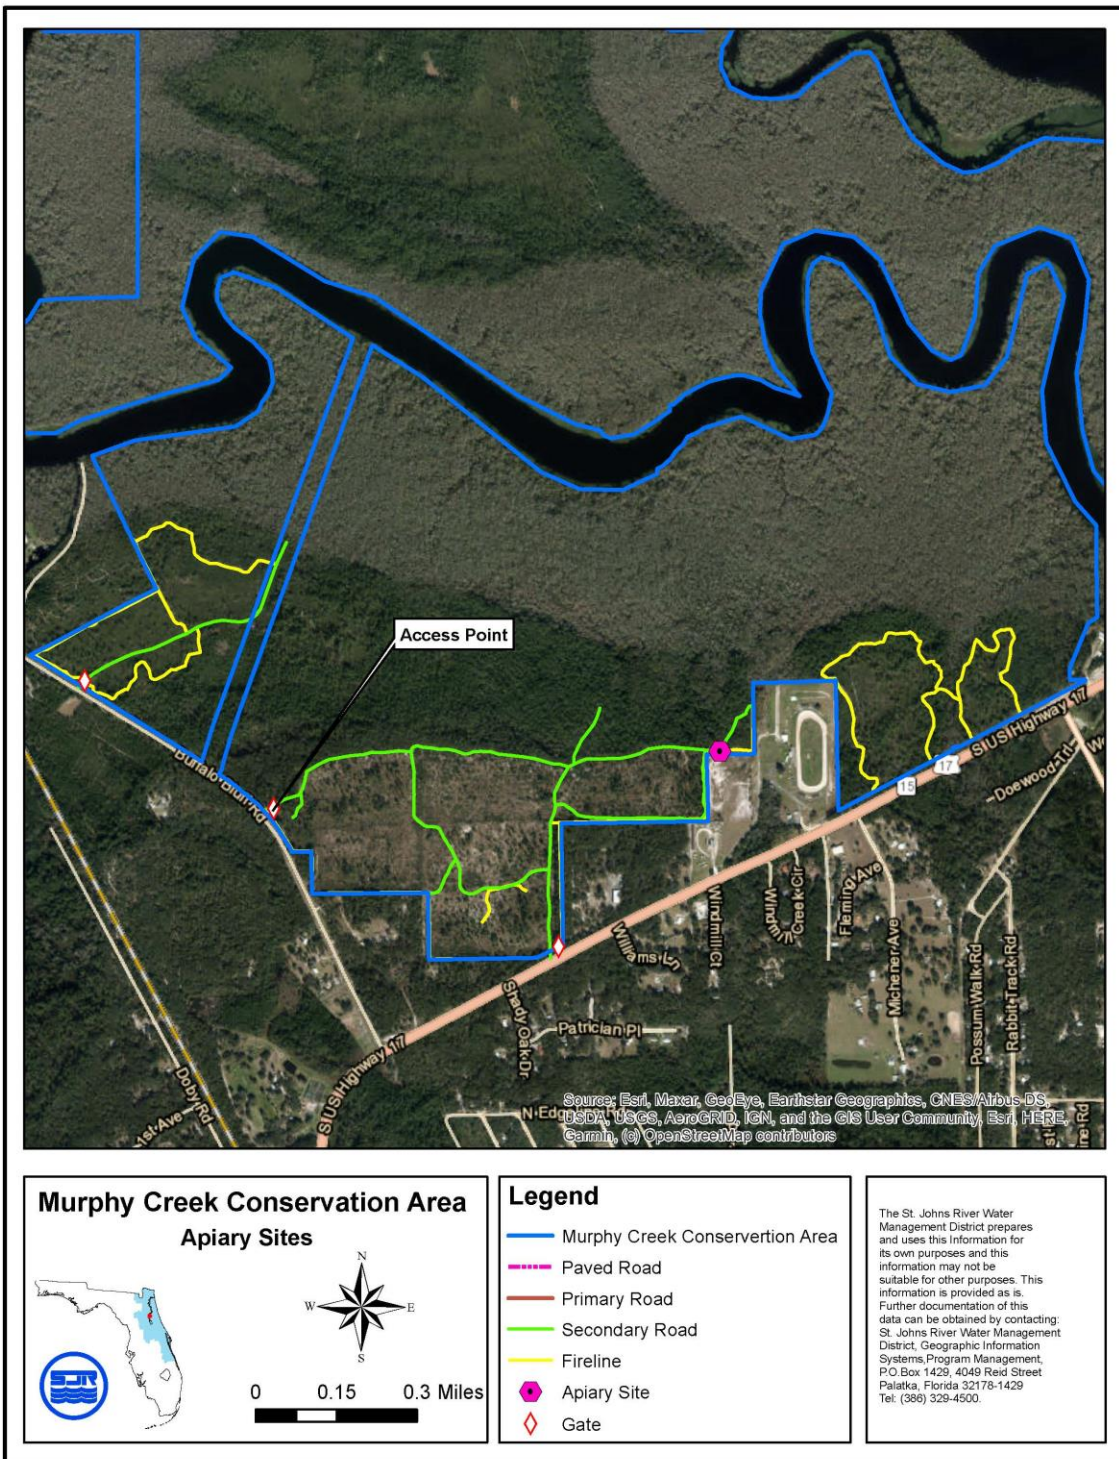 Access Point
Buffalo Bluff Rd
S US Highway 17
17
15
Doewood Trl
Fleming Ave
Windmill Ct
Windmill Creek Cir
Williams Ln
Michener Ave
Possum Walk Rd
Rabbit Track Rd
Shady Oak Dr
Patrician Pl
S US Highway 17
Doby Rd
1st Ave
N Edgewater
Source: Esri, Maxar, GeoEye, Earthstar Geographics, CNES/Airbus DS,
USDA, USGS, AeroGRID, IGN, and the GIS User Community, Esri, HERE,
Garmin, (c) OpenStreetMap contributors
Murphy Creek Conservation Area
Apiary Sites
N
W E
S
SJR
0 0.15 0.3 Miles
Legend
Murphy Creek Conservertion Area
Paved Road
Primary Road
Secondary Road
Fireline
Apiary Site
Gate
The St. Johns River Water
Management District prepares
and uses this Information for
its own purposes and this
information may not be
suitable for other purposes. This
information is provided as is.
Further documentation of this
data can be obtained by contacting:
St. Johns River Water Management
District, Geographic Information
Systems,Program Management,
P.O.Box 1429, 4049 Reid Street
Palatka, Florida 32178-1429
Tel: (386) 329-4500.